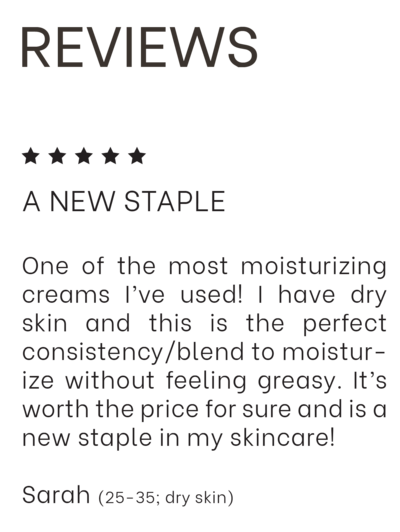 REVIEWS
★★★★★
A NEW STAPLE
One of the most moisturizing
creams I've used! I have dry
skin and this is the perfect
consistency/blend to moistur-
ize without feeling greasy. It's
worth the price for sure and is a
new staple in my skincare!
Sarah (25-35; dry skin)